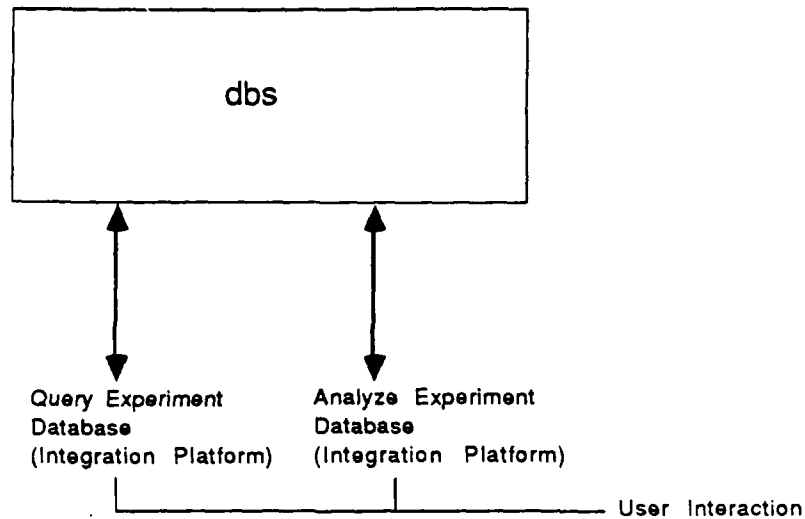 dbs
Query Experiment
Database
(Integration Platform)
Analyze Experiment
Database
(Integration Platform)
User Interaction